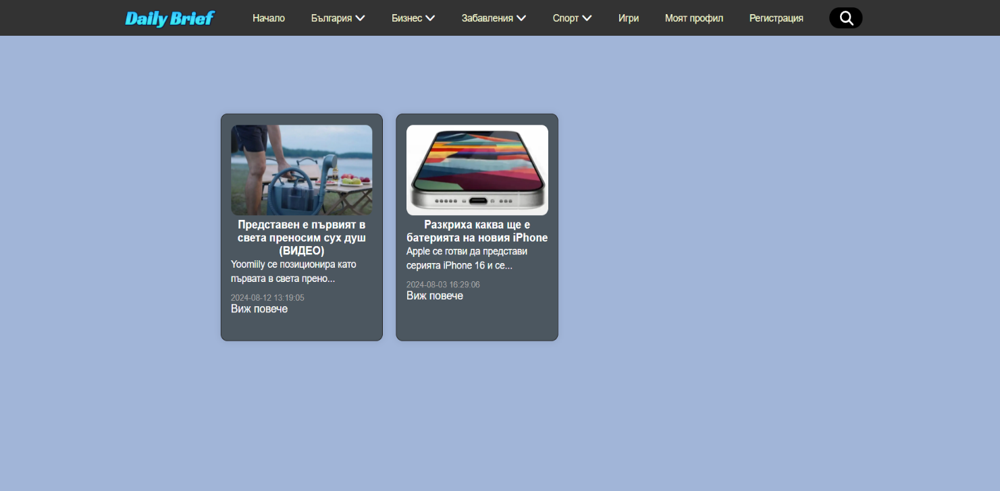 Daily Brief
Начало
България
Бизнес
Забавления
Спорт
Игри
Моят профил
Регистрация
Представен е първият в
света преносим сух душ
(ВИДЕО)
Yoomiily се позиционира като
първата в света прено...
2024-08-12 13:19:05
Виж повече
Разкриха каква ще е
батерията на новия iPhone
Apple се готви да представи
серията iPhone 16 и се...
2024-08-03 16:29:06
Виж повече